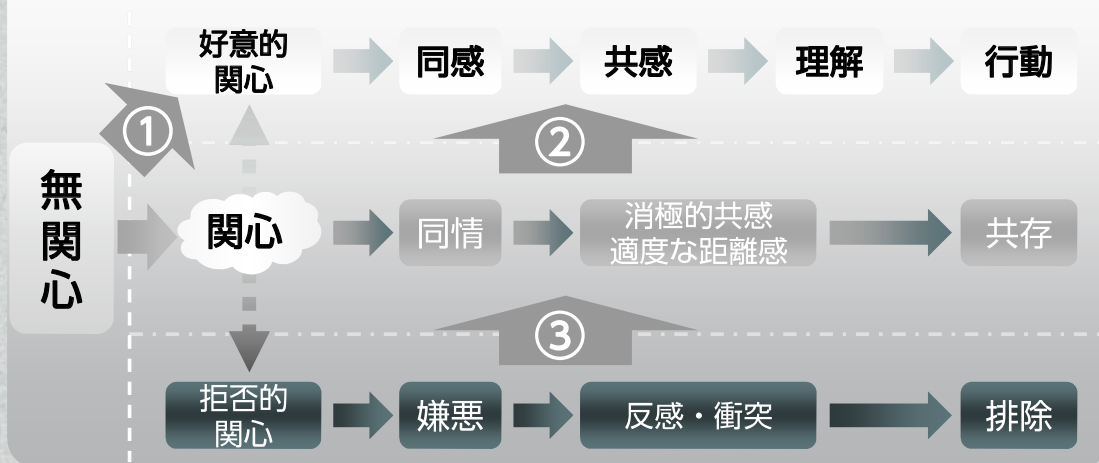 好意的
関心
同感
共感
理解
行動
①
②
無関心
関心
同情
消極的共感
適度な距離感
共存
③
拒否的
関心
嫌悪
反感・衝突
排除